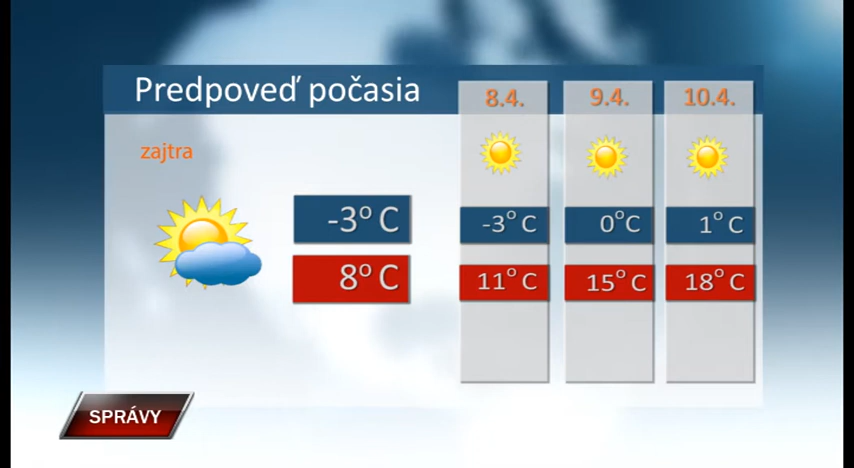 Predpoveď počasia
zajtra
-3°C
8°C
8.4.
-3°C
11°C
9.4.
0°C
15°C
10.4.
1°C
18°C
SPRÁVY